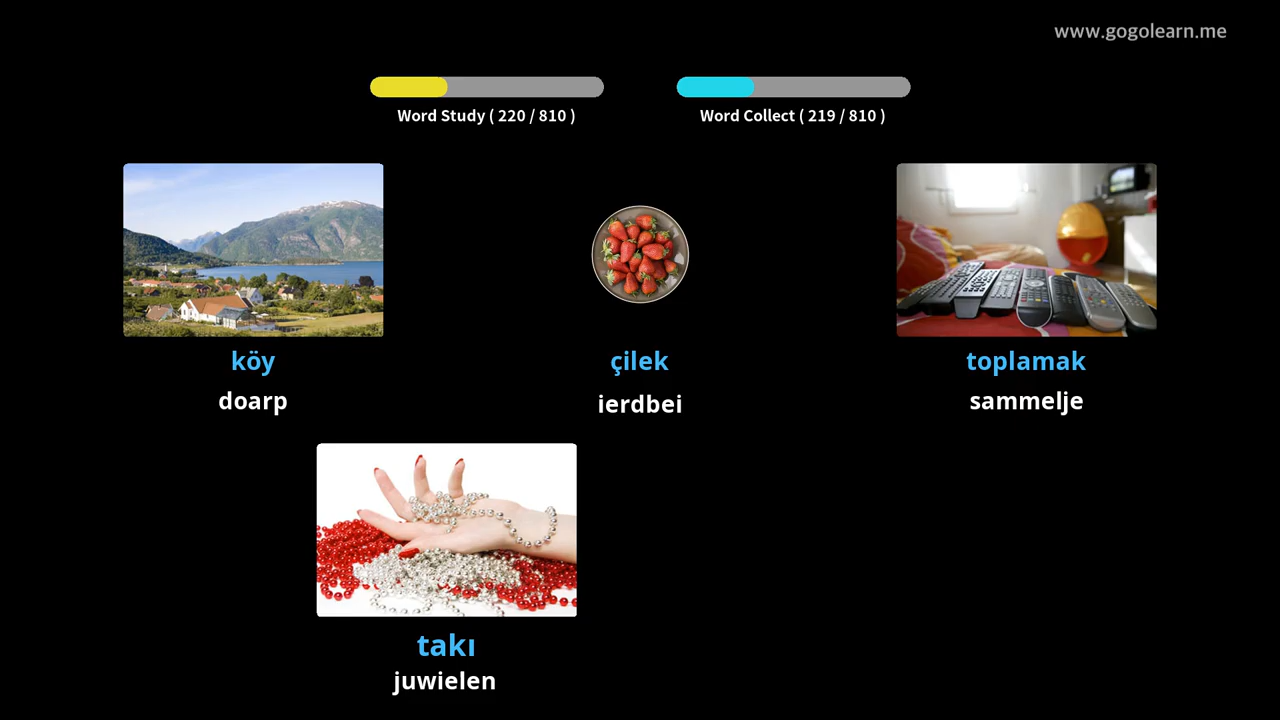 www.gogolearn.me
Word Study ( 220 / 810 )
Word Collect ( 219 / 810 )
köy
çilek
toplamak
doarp
ierdbei
sammelje
takı
juwielen